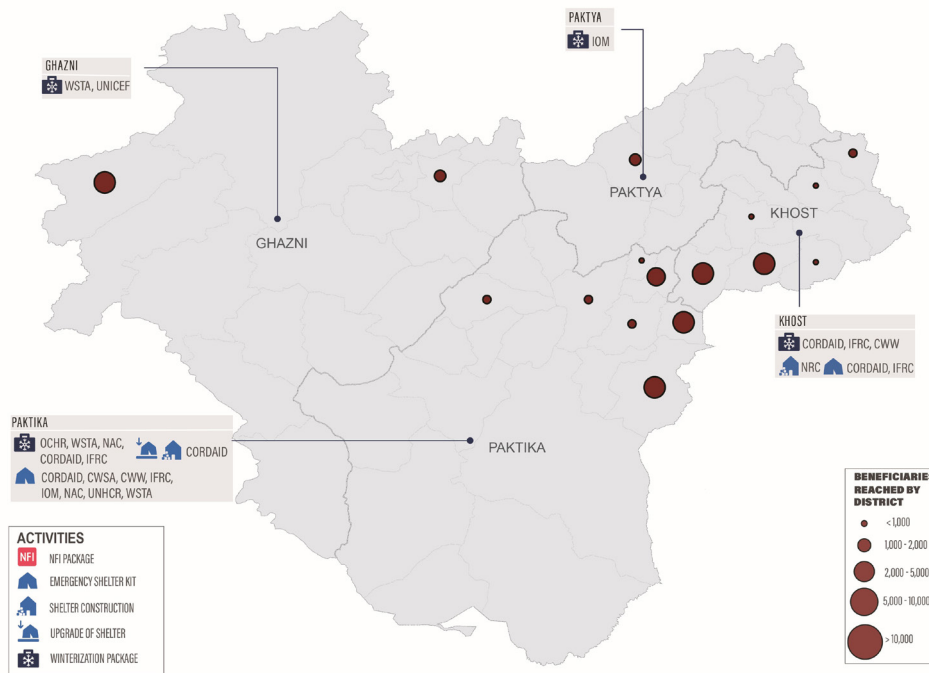 PAKTYA
IOM
GHAZNI
WSTA, UNICEF
PAKTYA
KHOST
GHAZNI
KHOST
CORDAID, IFRC, CWW
NRC
CORDAID, IFRC
PAKTIKA
OCHR, WSTA, NAC,
CORDAID, IFRC
CORDAID
CORDAID, CWSA, CWW, IFRC,
IOM, NAC, UNHCR, WSTA
PAKTIKA
ACTIVITIES
NFI
NFI PACKAGE
EMERGENCY SHELTER KIT
SHELTER CONSTRUCTION
UPGRADE OF SHELTER
WINTERIZATION PACKAGE
BENEFICIARIES
REACHED BY
DISTRICT
<1,000
1,000 - 2,000
2,000 - 5,000
5,000 - 10,000
>10,000